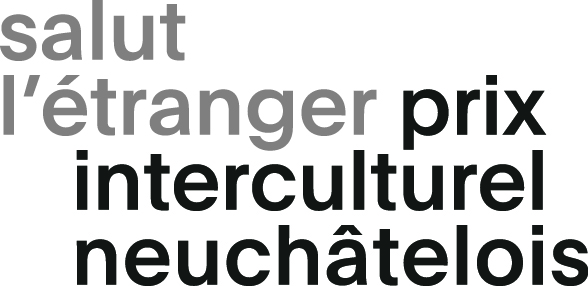 salut
l’étranger prix
interculturel
neuchâtelois